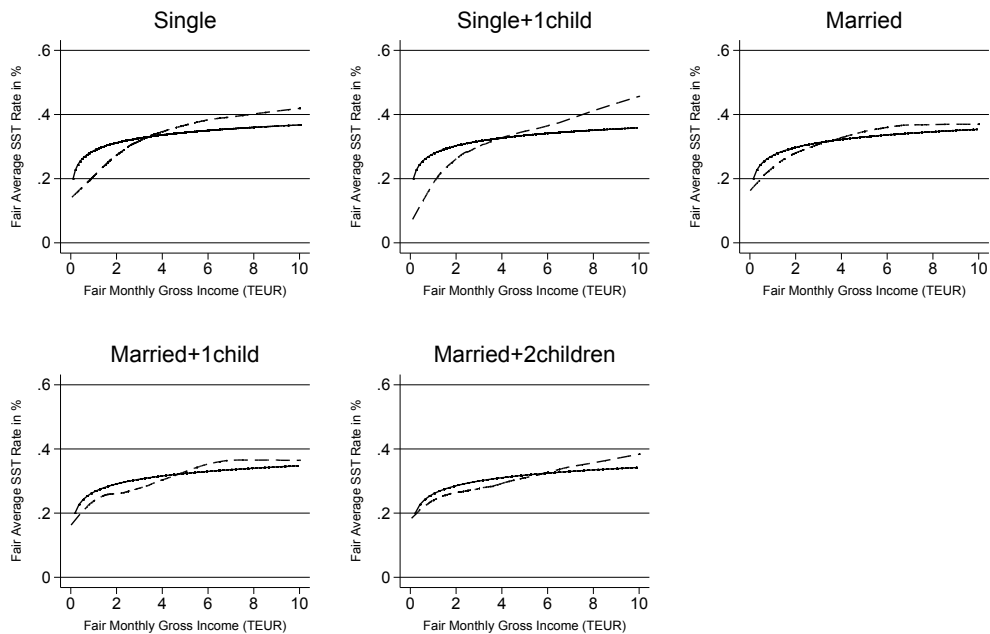 Single
.6
.4
.2
0
0 2 4 6 8 10
Fair Average SST Rate in %
Fair Monthly Gross Income (TEUR)
Single+1child
.6
.4
.2
0
0 2 4 6 8 10
Fair Average SST Rate in %
Fair Monthly Gross Income (TEUR)
Married
.6
.4
.2
0
0 2 4 6 8 10
Fair Average SST Rate in %
Fair Monthly Gross Income (TEUR)
Married+1child
.6
.4
.2
0
0 2 4 6 8 10
Fair Average SST Rate in %
Fair Monthly Gross Income (TEUR)
Married+2children
.6
.4
.2
0
0 2 4 6 8 10
Fair Average SST Rate in %
Fair Monthly Gross Income (TEUR)